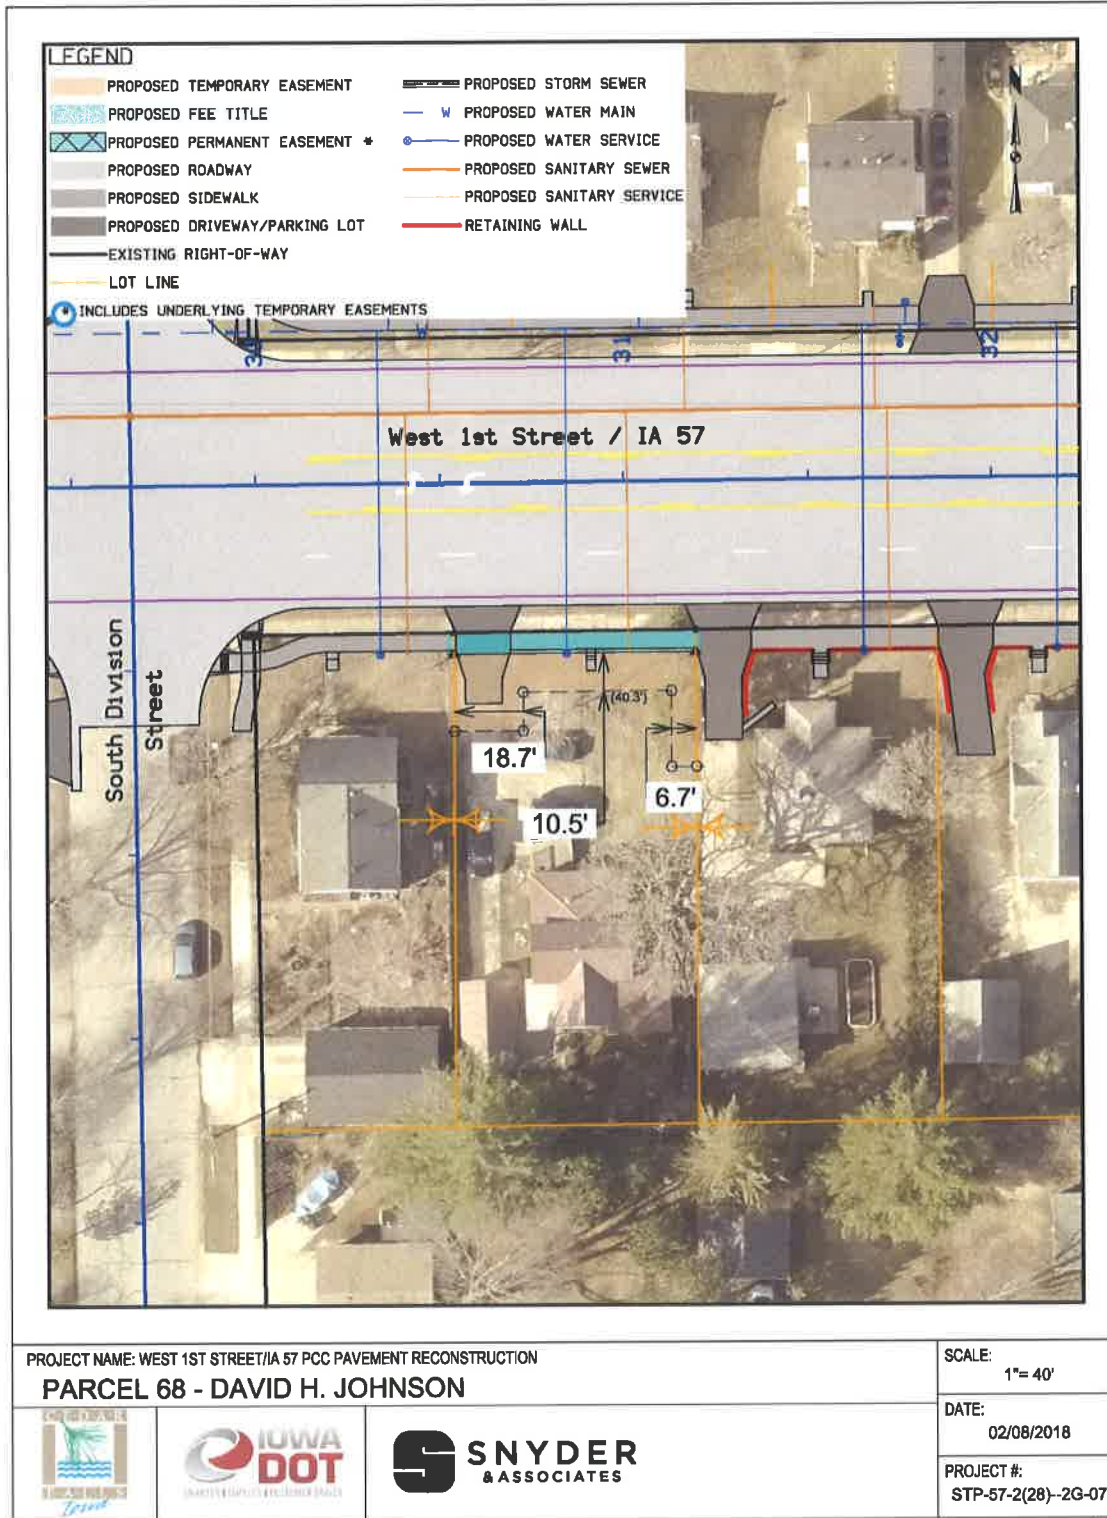 LEGEND
PROPOSED TEMPORARY EASEMENT
PROPOSED FEE TITLE
PROPOSED PERMANENT EASEMENT *
PROPOSED ROADWAY
PROPOSED SIDEWALK
PROPOSED DRIVEWAY/PARKING LOT
EXISTING RIGHT-OF-WAY
LOT LINE
* INCLUDES UNDERLYING TEMPORARY EASEMENTS
PROPOSED STORM SEWER
W PROPOSED WATER MAIN
PROPOSED WATER SERVICE
PROPOSED SANITARY SEWER
PROPOSED SANITARY SERVICE
RETAINING WALL
N
W
31
32
West 1st Street / IA 57
South Division
Street
(40.3')
18.7'
6.7'
10.5'
PROJECT NAME: WEST 1ST STREET/IA 57 PCC PAVEMENT RECONSTRUCTION
PARCEL 68 - DAVID H. JOHNSON
SCALE:
1"= 40'
DATE:
02/08/2018
PROJECT #:
STP-57-2(28)--2G-07
CEDAR
FALLS
Iowa
IOWA
DOT
SNYDER
& ASSOCIATES